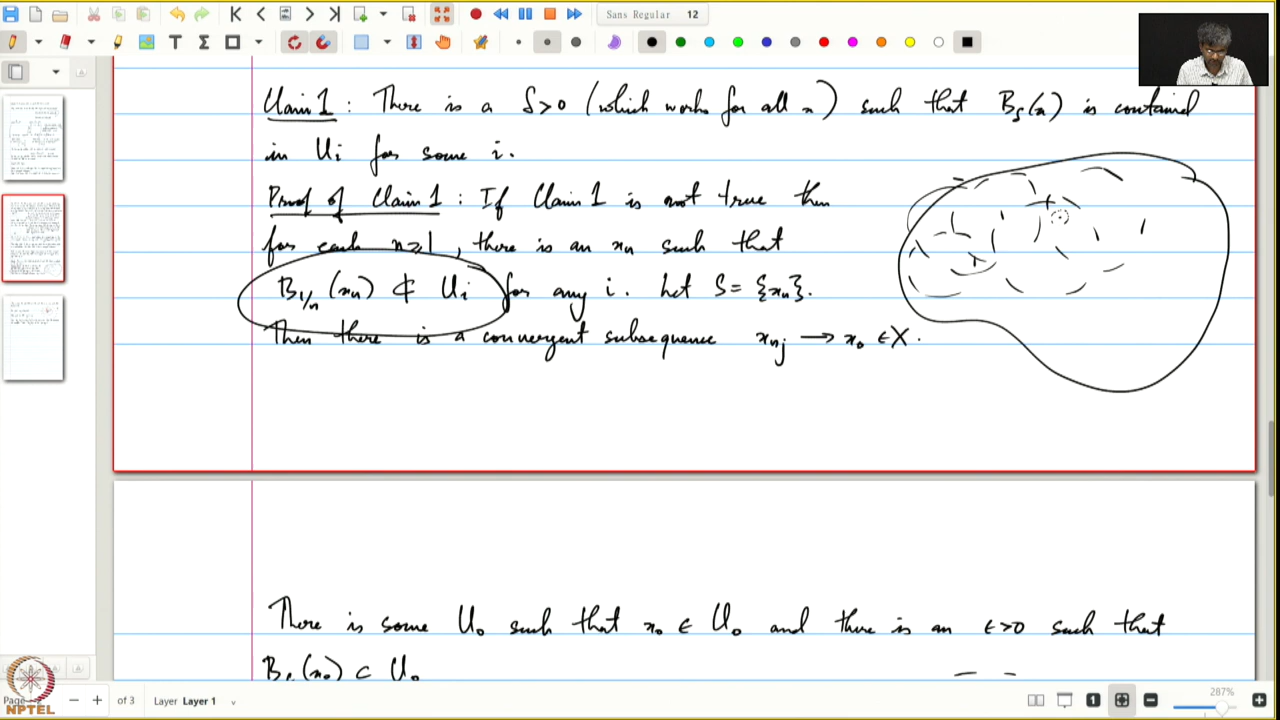 Sans Regular 12
Claim 1 : There is a δ>0 (which works for all x) such that B_δ(x) is contained
in U_i for some i.
Proof of Claim 1 : If Claim 1 is not true then
for each n≥1, there is an x_n such that
B_{1/n}(x_n) ⊄ U_i for any i. Let S = {x_n}.
Then there is a convergent subsequence x_{n_j} → x_0 ∈ X.
There is some U_0 such that x_0 ∈ U_0 and there is an ε>0 such that
B_ε(x_0) ⊂ U_0
NPTEL
Page
of 3
Layer Layer 1
287%